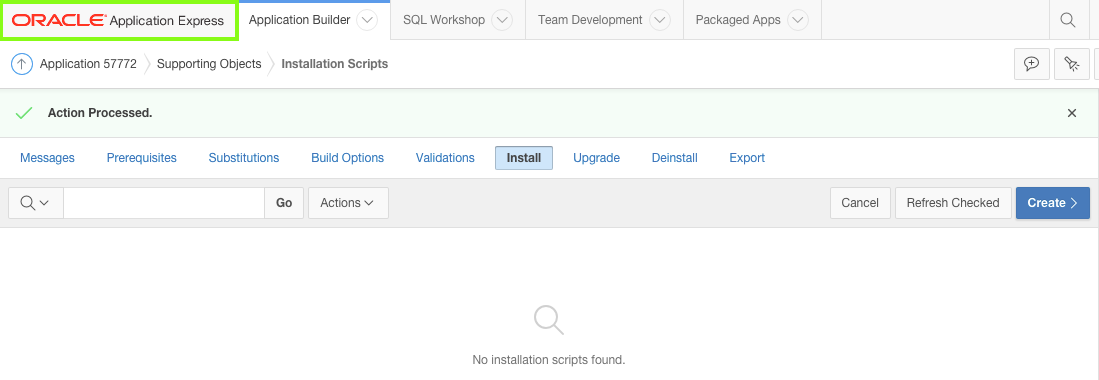 ORACLE® Application Express Application Builder SQL Workshop Team Development Packaged Apps
Application 57772 Supporting Objects Installation Scripts
Action Processed.
Messages Prerequisites Substitutions Build Options Validations Install Upgrade Deinstall Export
Go Actions Cancel Refresh Checked Create
No installation scripts found.